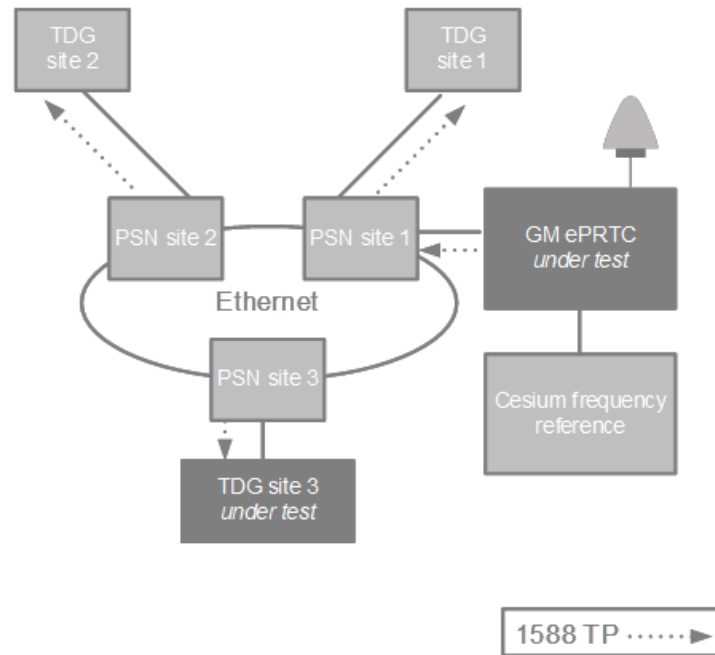 TDG
site 2
TDG
site 1
PSN site 2
PSN site 1
GM ePRTC
under test
Ethernet
PSN site 3
Cesium frequency
reference
TDG site 3
under test
1588 TP